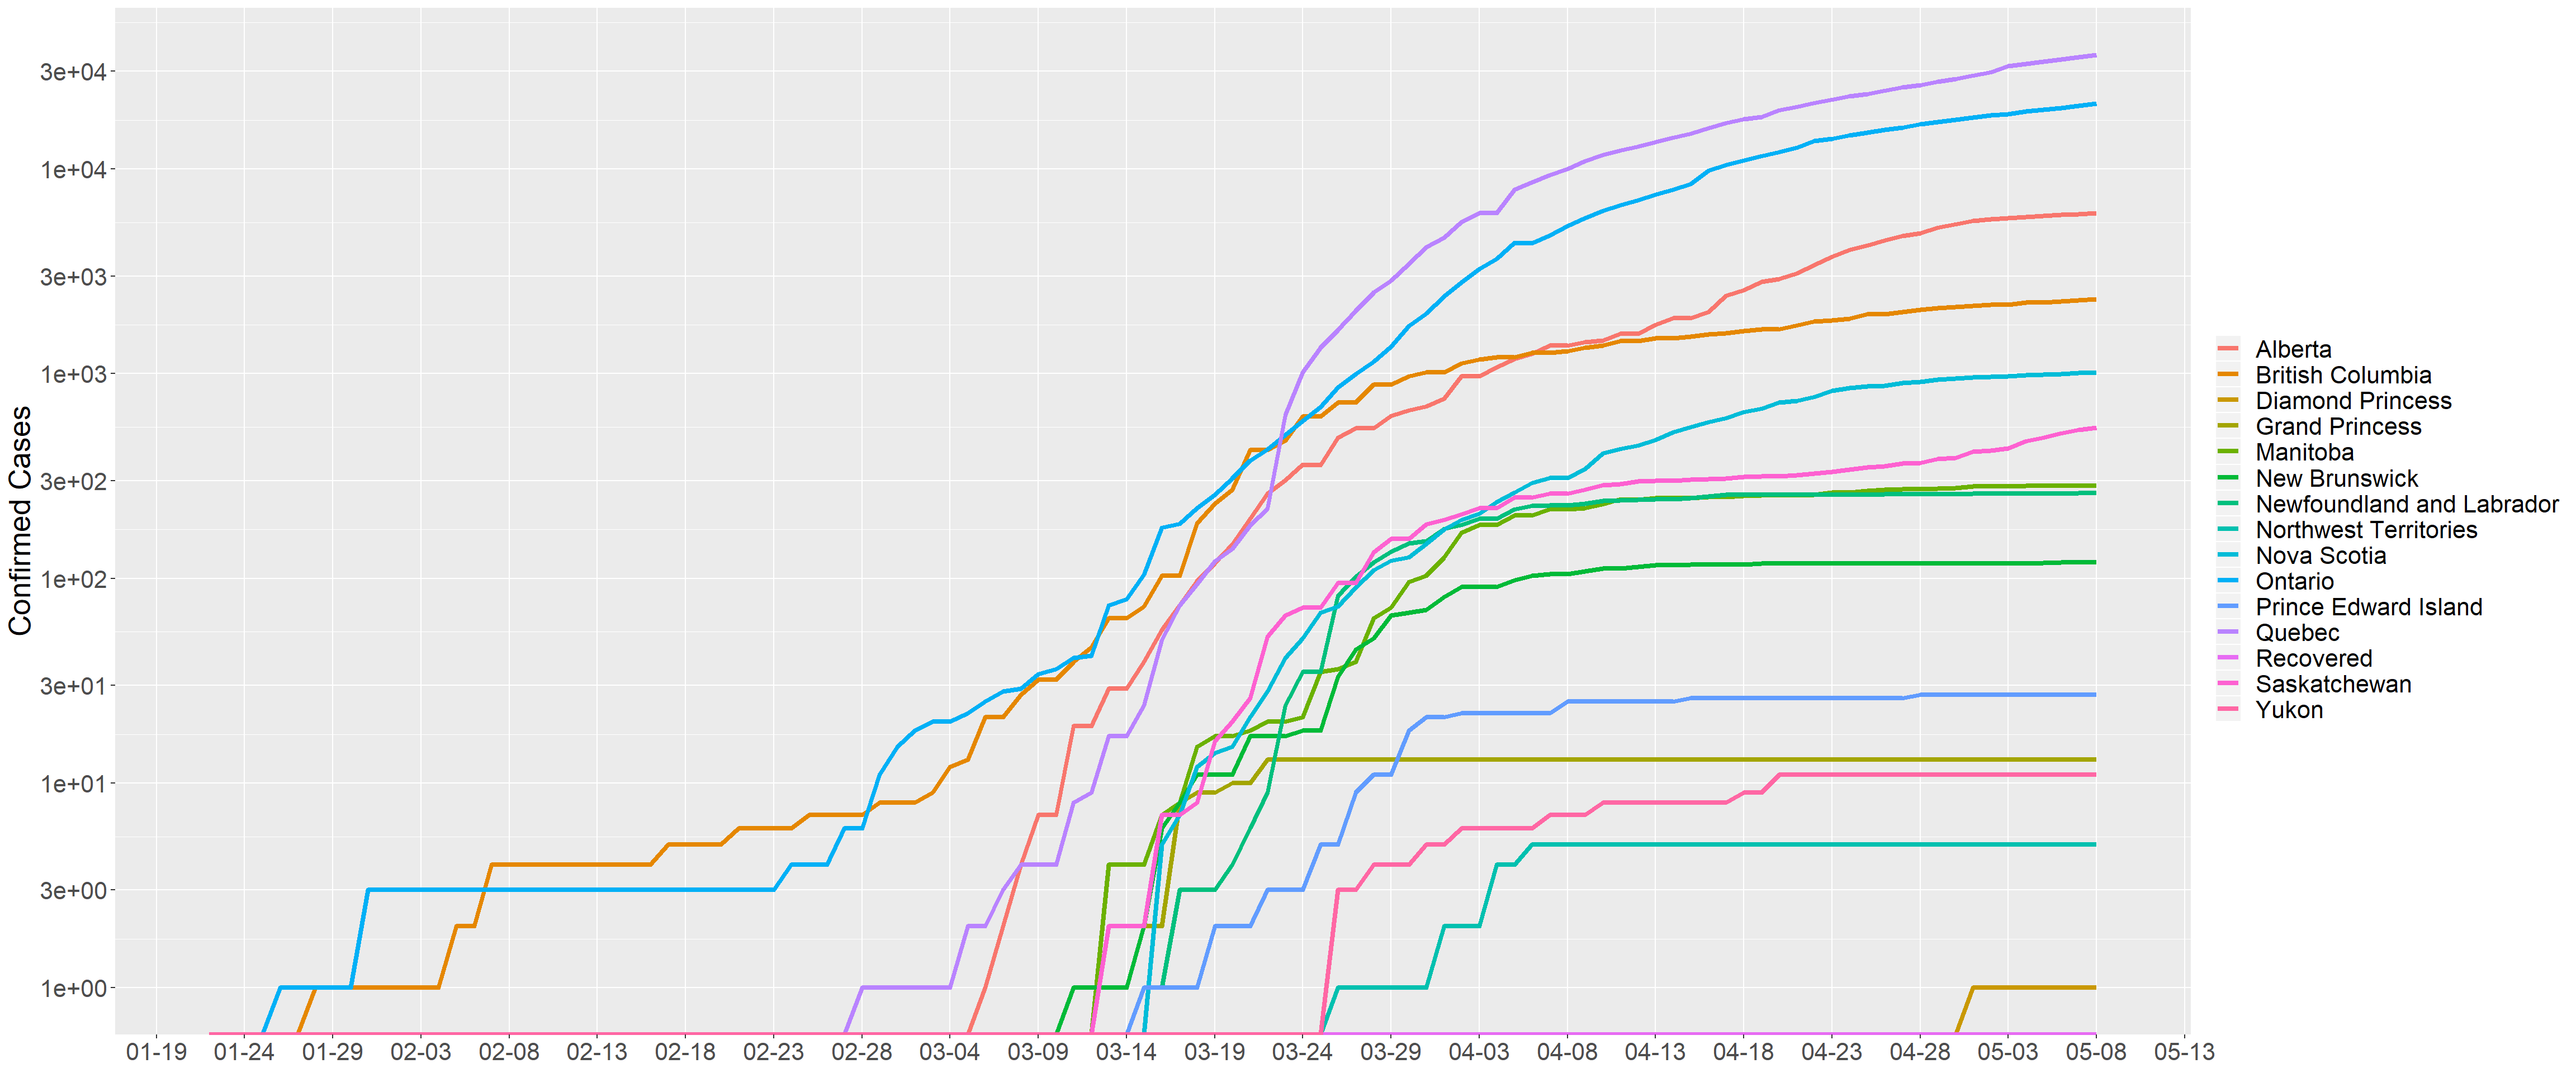 Confirmed Cases
3e+04
1e+04
3e+03
1e+03
3e+02
1e+02
3e+01
1e+01
3e+00
1e+00
01-19 01-24 01-29 02-03 02-08 02-13 02-18 02-23 02-28 03-04 03-09 03-14 03-19 03-24 03-29 04-03 04-08 04-13 04-18 04-23 04-28 05-03 05-08 05-13
Alberta
British Columbia
Diamond Princess
Grand Princess
Manitoba
New Brunswick
Newfoundland and Labrador
Northwest Territories
Nova Scotia
Ontario
Prince Edward Island
Quebec
Recovered
Saskatchewan
Yukon